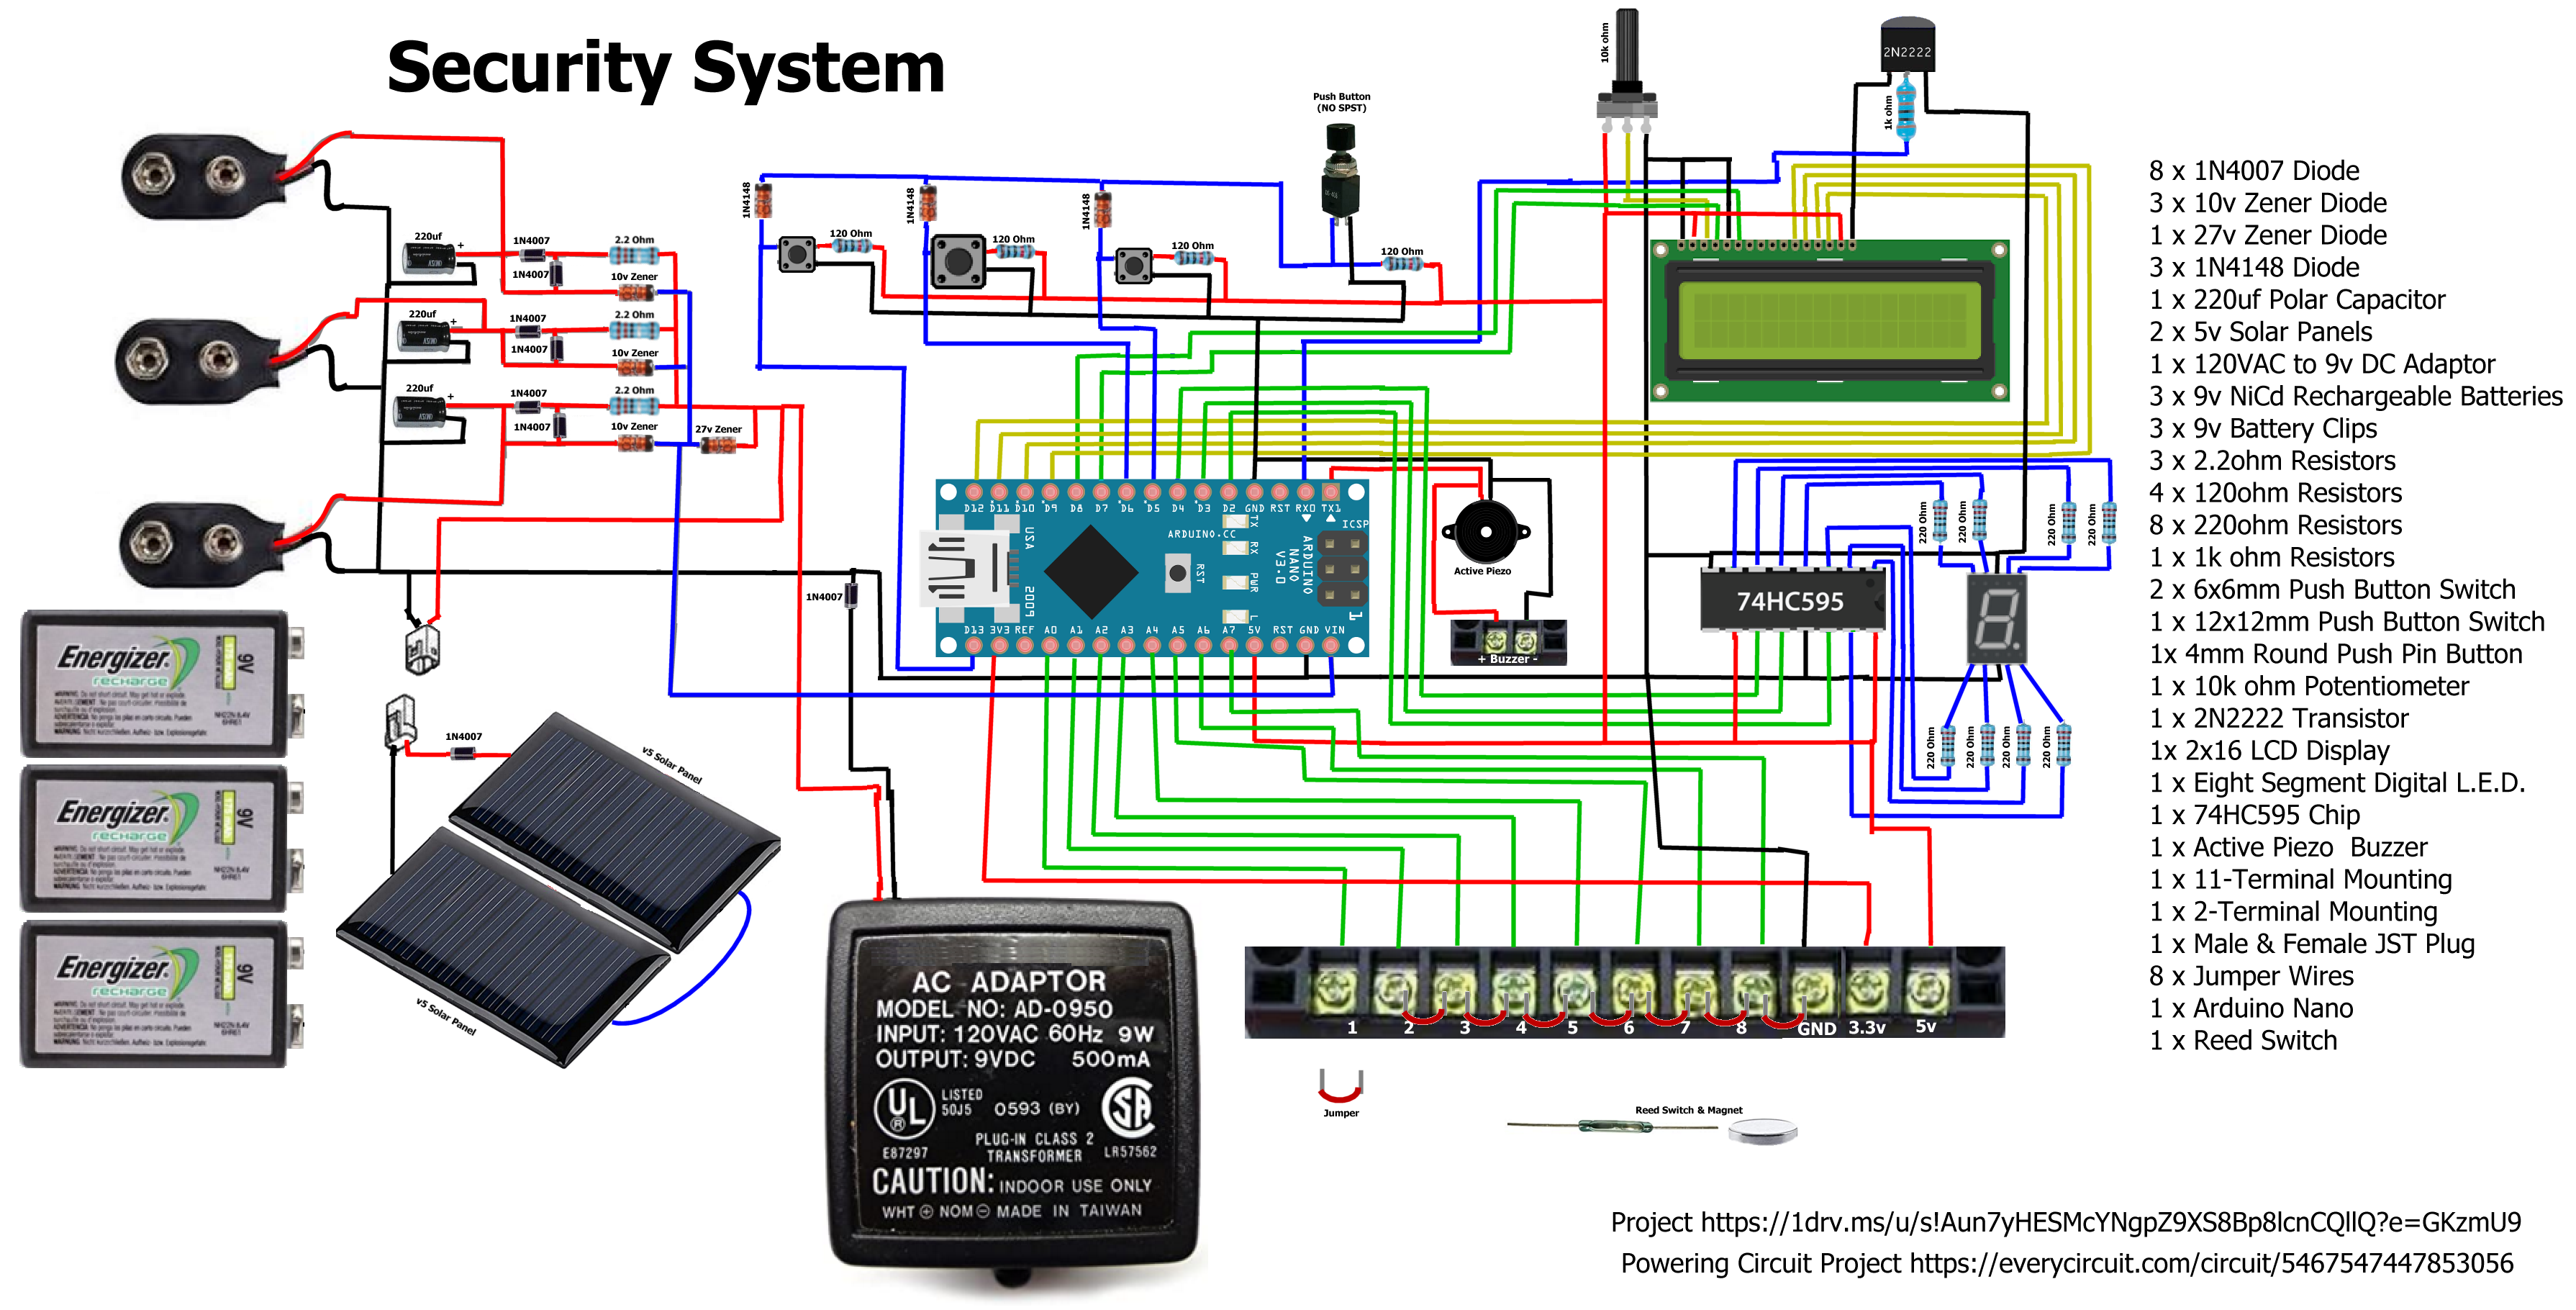 Security System
10k ohm
2N2222
1k ohm
Push Button
(NO SPST)
8 x 1N4007 Diode
3 x 10v Zener Diode
1 x 27v Zener Diode
3 x 1N4148 Diode
1 x 220uf Polar Capacitor
2 x 5v Solar Panels
1 x 120VAC to 9v DC Adaptor
3 x 9v NiCd Rechargeable Batteries
3 x 9v Battery Clips
3 x 2.2ohm Resistors
4 x 120ohm Resistors
8 x 220ohm Resistors
1 x 1k ohm Resistors
2 x 6x6mm Push Button Switch
1 x 12x12mm Push Button Switch
1x 4mm Round Push Pin Button
1 x 10k ohm Potentiometer
1 x 2N2222 Transistor
1x 2x16 LCD Display
1 x Eight Segment Digital L.E.D.
1 x 74HC595 Chip
1 x Active Piezo  Buzzer
1 x 11-Terminal Mounting
1 x 2-Terminal Mounting
1 x Male & Female JST Plug
8 x Jumper Wires
1 x Arduino Nano
1 x Reed Switch
1N4148
1N4148
1N4148
120 Ohm
120 Ohm
120 Ohm
120 Ohm
220uf
+
1N4007
2.2 Ohm
1N4007
10v Zener
220uf
+
1N4007
2.2 Ohm
1N4007
10v Zener
220uf
+
1N4007
2.2 Ohm
1N4007
10v Zener
27v Zener
D12 D11 D10 D9 D8 D7 D6 D5 D4 D3 D2 GND RST RX0 TX1
USA
ARDUINO.CC
TX
RX
PWR
L
RST
ARDUINO
NANO
V3.0
ICSP
1
D13 3V3 REF A0 A1 A2 A3 A4 A5 A6 A7 5V RST GND VIN
Active Piezo
+ Buzzer -
74HC595
220 Ohm
220 Ohm
220 Ohm
220 Ohm
220 Ohm
220 Ohm
220 Ohm
220 Ohm
1N4007
1N4007
v5 Solar Panel
v5 Solar Panel
Energizer
recharge
9V
Energizer
recharge
9V
Energizer
recharge
9V
AC ADAPTOR
MODEL NO: AD-0950
INPUT: 120VAC 60Hz 9W
OUTPUT: 9VDC 500mA
UL
LISTED
50J5
0593 (BY)
E87297
PLUG-IN CLASS 2
TRANSFORMER
LR57562
CAUTION: INDOOR USE ONLY
WHT ⊕ NOM ⊖ MADE IN TAIWAN
1 2 3 4 5 6 7 8 GND 3.3v 5v
Jumper
Reed Switch & Magnet
Project https://1drv.ms/u/s!Aun7yHESMcYNgpZ9XS8Bp8lcnCQllQ?e=GKzmU9
Powering Circuit Project https://everycircuit.com/circuit/5467547447853056